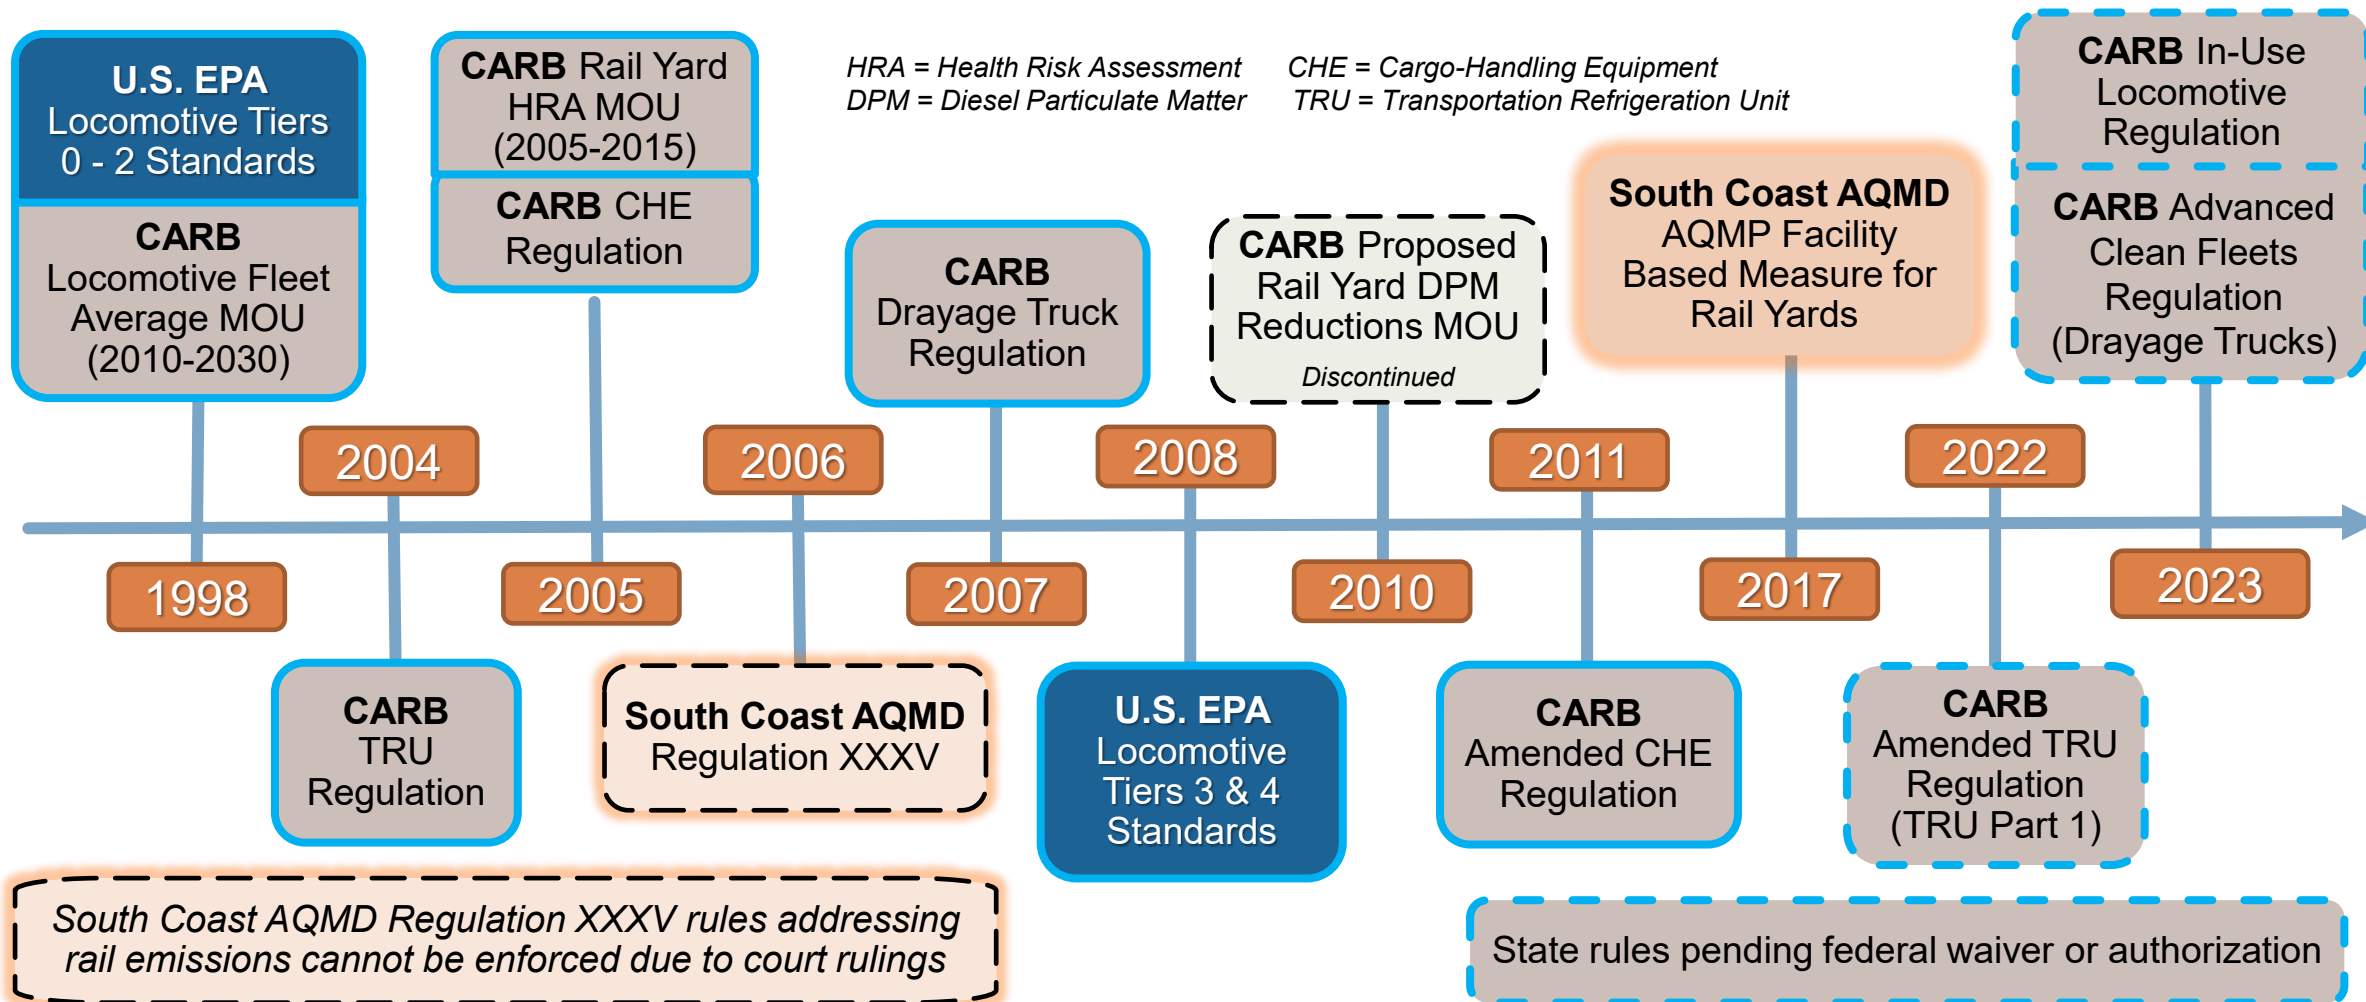 U.S. EPA
Locomotive Tiers
0 - 2 Standards
CARB
Locomotive Fleet
Average MOU
(2010-2030)
CARB Rail Yard
HRA MOU
(2005-2015)
CARB CHE
Regulation
HRA = Health Risk Assessment
CHE = Cargo-Handling Equipment
DPM = Diesel Particulate Matter
TRU = Transportation Refrigeration Unit
CARB
Drayage Truck
Regulation
CARB Proposed
Rail Yard DPM
Reductions MOU
Discontinued
South Coast AQMD
AQMP Facility
Based Measure for
Rail Yards
CARB In-Use
Locomotive
Regulation
CARB Advanced
Clean Fleets
Regulation
(Drayage Trucks)
2004
2006
2008
2011
2022
1998
2005
2007
2010
2017
2023
CARB
TRU
Regulation
South Coast AQMD
Regulation XXXV
U.S. EPA
Locomotive
Tiers 3 & 4
Standards
CARB
Amended CHE
Regulation
CARB
Amended TRU
Regulation
(TRU Part 1)
South Coast AQMD Regulation XXXV rules addressing
rail emissions cannot be enforced due to court rulings
State rules pending federal waiver or authorization